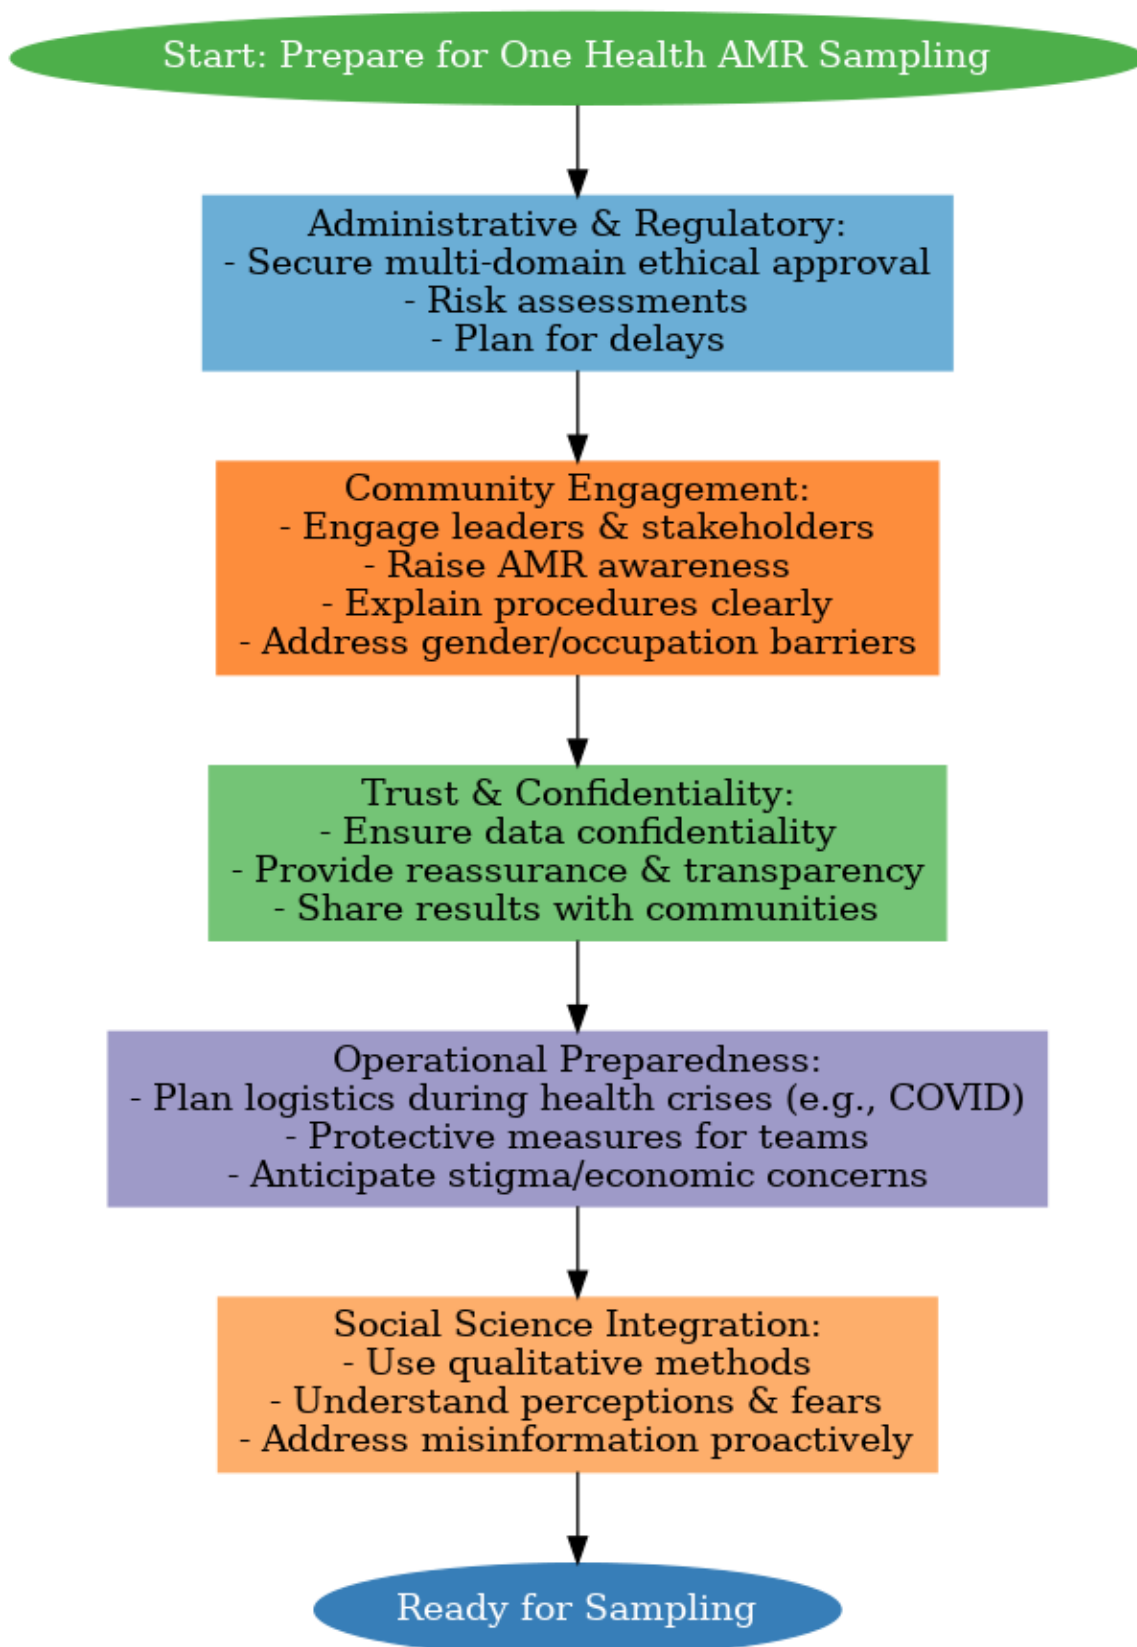 Start: Prepare for One Health AMR Sampling
Administrative & Regulatory:
- Secure multi-domain ethical approval
- Risk assessments
- Plan for delays
Community Engagement:
- Engage leaders & stakeholders
- Raise AMR awareness
- Explain procedures clearly
- Address gender/occupation barriers
Trust & Confidentiality:
- Ensure data confidentiality
- Provide reassurance & transparency
- Share results with communities
Operational Preparedness:
- Plan logistics during health crises (e.g., COVID)
- Protective measures for teams
- Anticipate stigma/economic concerns
Social Science Integration:
- Use qualitative methods
- Understand perceptions & fears
- Address misinformation proactively
Ready for Sampling